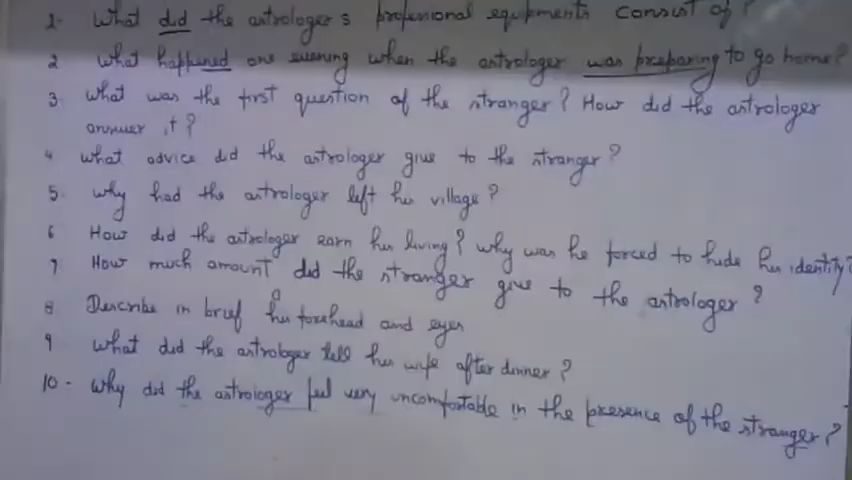 1. What did the astrologer's professional equipments consist of?
2 What happened one evening when the astrologer was preparing to go home?
3. What was the first question of the stranger? How did the astrologer
answer it?
4 What advice did the astrologer give to the stranger?
5. Why had the astrologer left his village?
6 How did the astrologer earn his living? Why was he forced to hide his identity?
7 How much amount did the stranger give to the astrologer?
8 Describe in brief his forehead and eyes
9 What did the astrologer tell his wife after dinner?
10. Why did the astrologer feel very uncomfortable in the presence of the stranger?